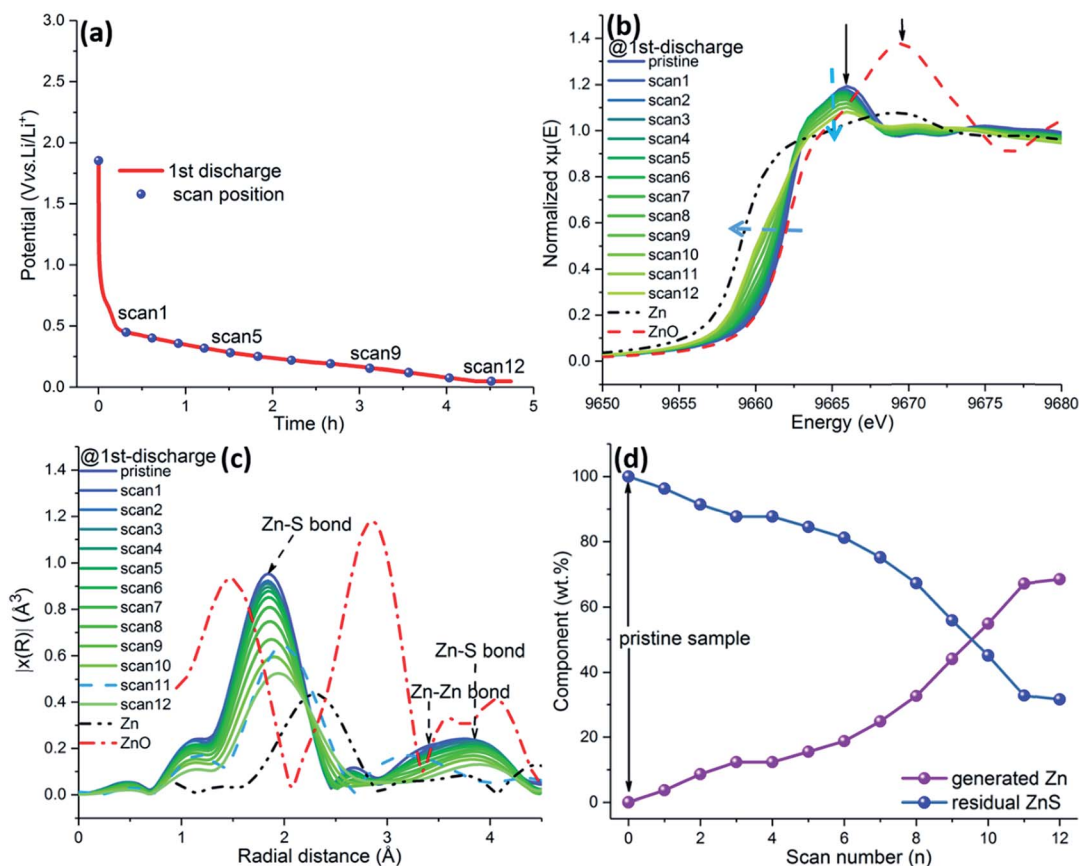 (a)
3.0
2.5
2.0
1.5
1.0
0.5
0.0
Potential (Vvs.Li/Li⁺)
1st discharge
scan position
scan1
scan5
scan9
scan12
0 1 2 3 4 5
Time (h)
(b)
@1st-discharge
pristine
scan1
scan2
scan3
scan4
scan5
scan6
scan7
scan8
scan9
scan10
scan11
scan12
Zn
ZnO
1.4
1.2
1.0
0.8
0.6
0.4
0.2
0.0
Normalized xμ(E)
9650 9655 9660 9665 9670 9675 9680
Energy (eV)
(c)
@1st-discharge
pristine
scan1
scan2
scan3
scan4
scan5
scan6
scan7
scan8
scan9
scan10
scan11
scan12
Zn
ZnO
1.4
1.2
1.0
0.8
0.6
0.4
0.2
0.0
|x(R)| (Å³)
Zn-S bond
Zn-S bond
Zn-Zn bond
0 1 2 3 4
Radial distance (Å)
(d)
100
80
60
40
20
0
Component (wt.%)
pristine sample
generated Zn
residual ZnS
0 2 4 6 8 10 12
Scan number (n)